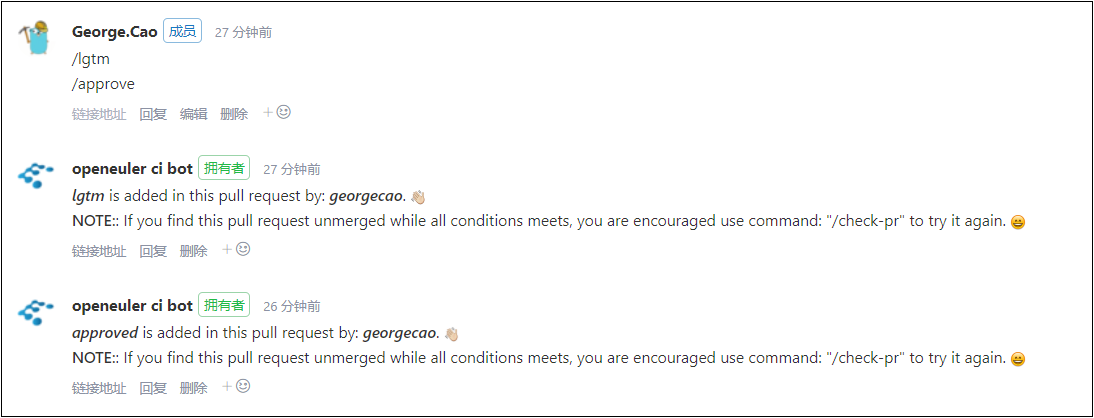 George.Cao 成员 27 分钟前
/lgtm
/approve
链接地址 回复 编辑 删除
openeuler ci bot 拥有者 27 分钟前
lgtm is added in this pull request by: georgecao. 👋🏻
NOTE:: If you find this pull request unmerged while all conditions meets, you are encouraged use command: "/check-pr" to try it again. 😄
链接地址 回复 删除
openeuler ci bot 拥有者 26 分钟前
approved is added in this pull request by: georgecao. 👋🏻
NOTE:: If you find this pull request unmerged while all conditions meets, you are encouraged use command: "/check-pr" to try it again. 😄
链接地址 回复 删除